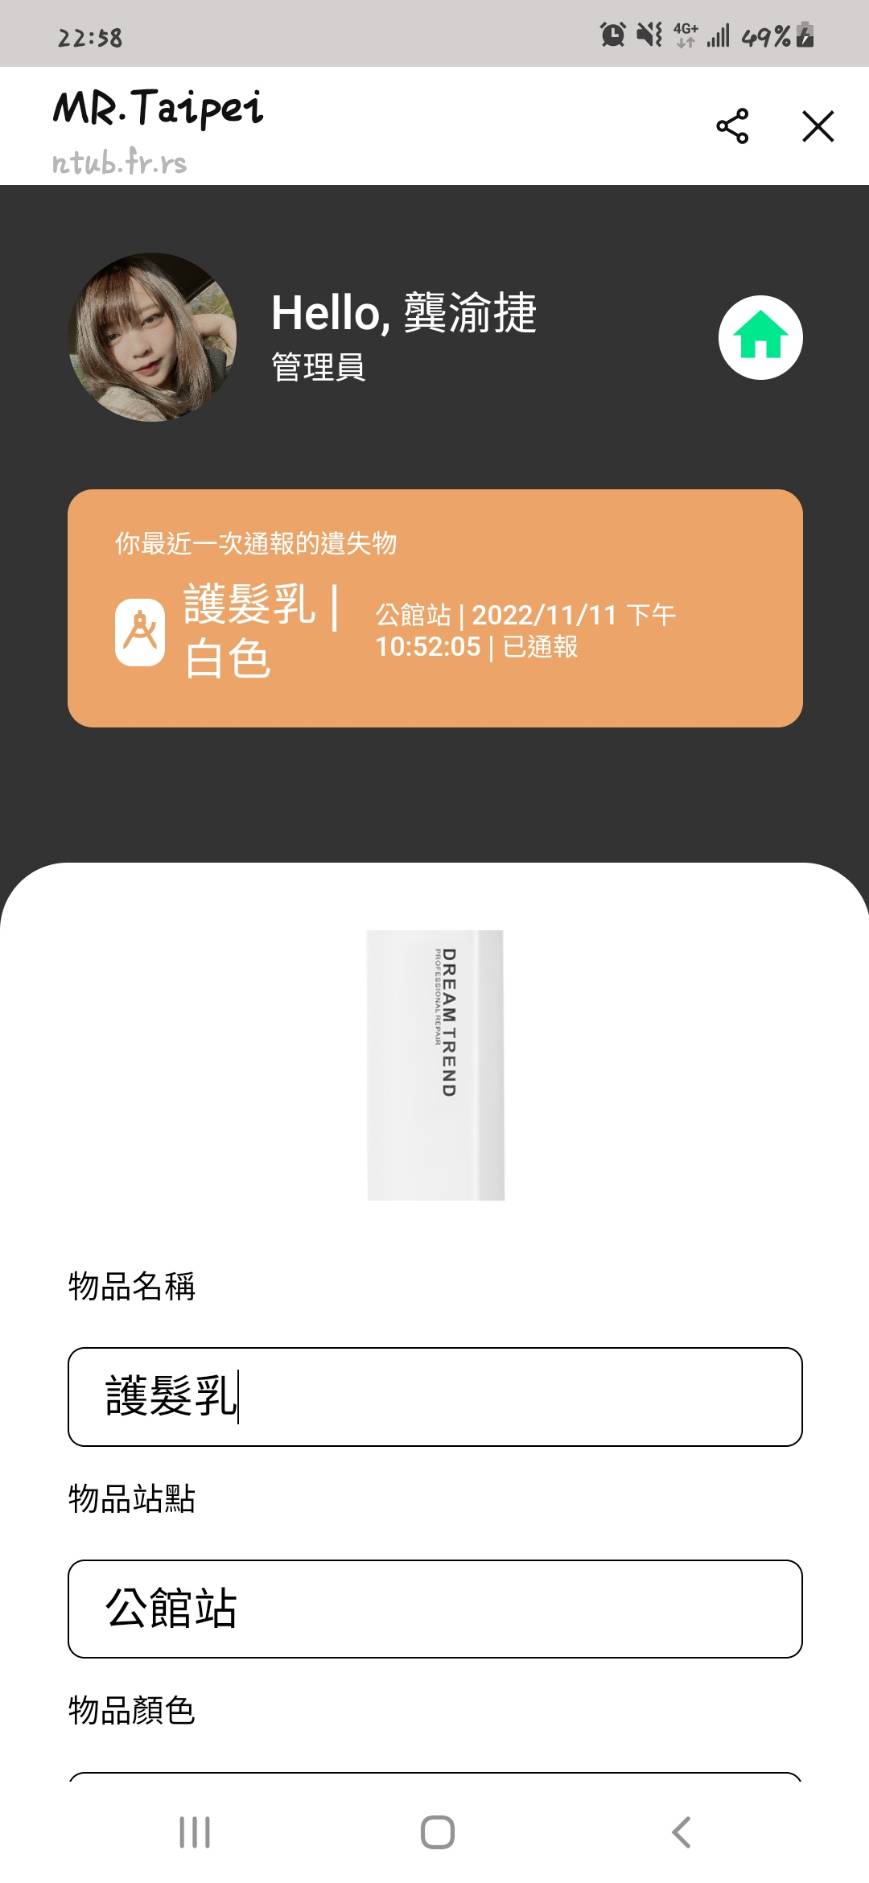 22:58
4G+ 49%
MR.Taipei
ntub.fr.rs
Hello, 龔渝捷
管理員
你最近一次通報的遺失物
護髮乳 |
白色
公館站 | 2022/11/11 下午
10:52:05 | 已通報
DREAM TREND
PROFESSIONAL REPAIR
物品名稱
護髮乳
物品站點
公館站
物品顏色